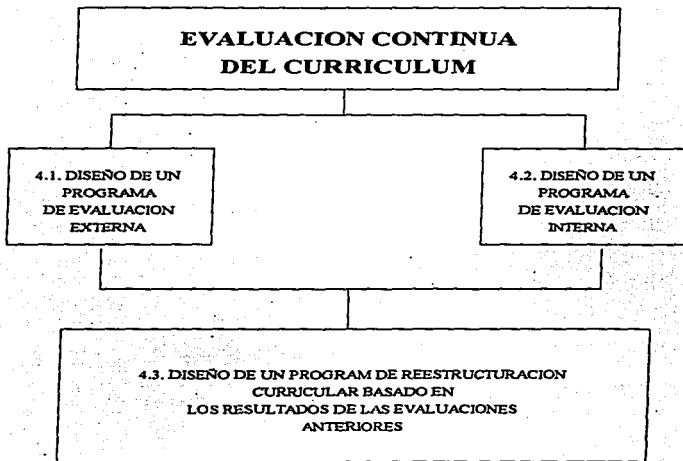 EVALUACION CONTINUA
DEL CURRICULUM
4.1. DISEÑO DE UN
PROGRAMA
DE EVALUACION
EXTERNA
4.2. DISEÑO DE UN
PROGRAMA
DE EVALUACION
INTERNA
4.3. DISEÑO DE UN PROGRAM DE REESTRUCTURACION
CURRICULAR BASADO EN
LOS RESULTADOS DE LAS EVALUACIONES
ANTERIORES